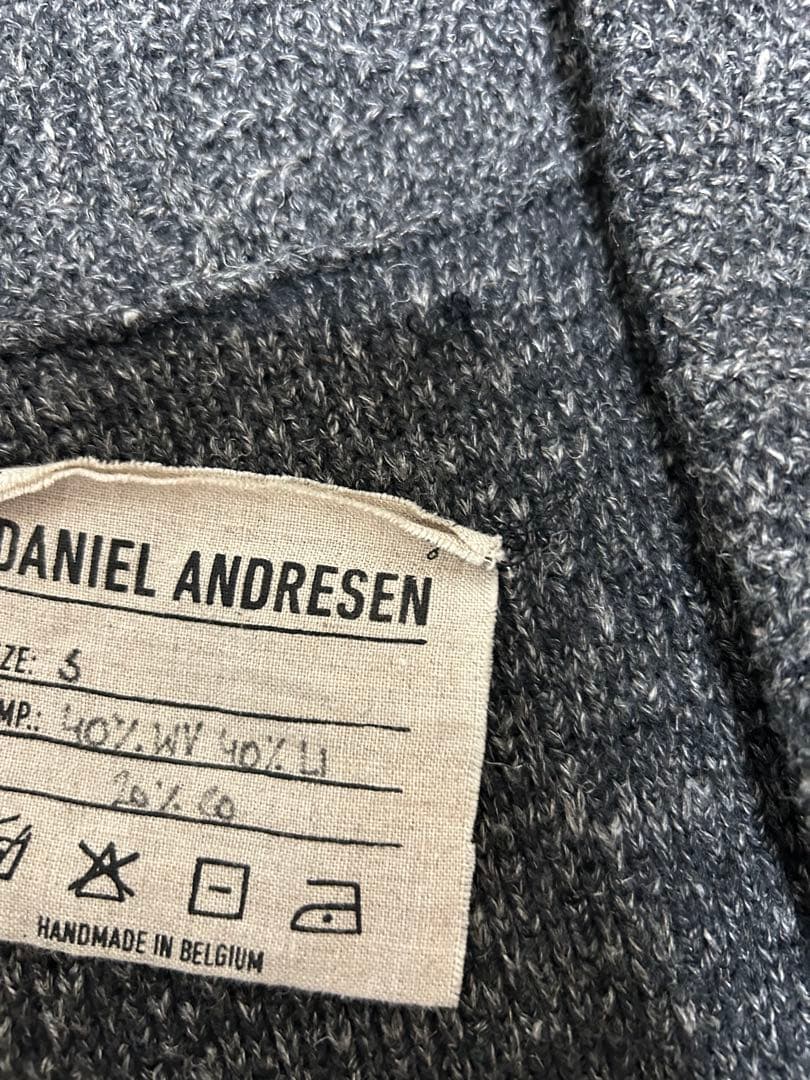 DANIEL ANDRESEN
ZE: S
MP.: 40% WV 40% LI
20% CO
HANDMADE IN BELGIUM